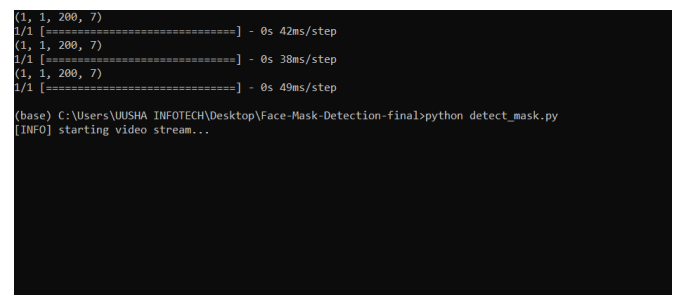 (1, 1, 200, 7)
1/1 [==============================] - 0s 42ms/step
(1, 1, 200, 7)
1/1 [==============================] - 0s 38ms/step
(1, 1, 200, 7)
1/1 [==============================] - 0s 49ms/step
(base) C:\Users\UUSHA INFOTECH\Desktop\Face-Mask-Detection-final>python detect_mask.py
[INFO] starting video stream...